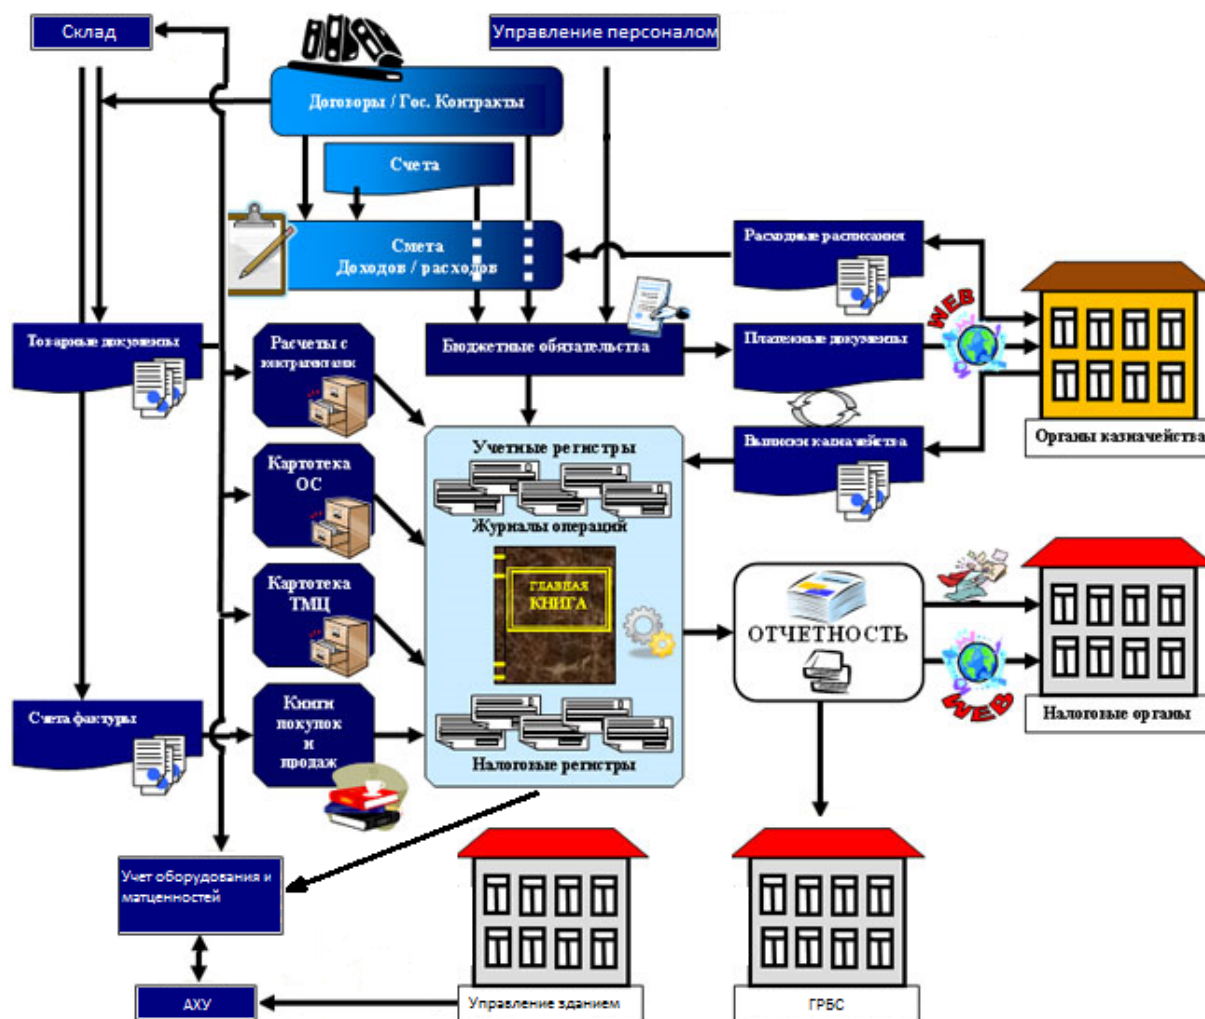 Склад
Управление персоналом
Договоры / Гос. Контракты
Счета
Смета
Доходов / расходов
Расходные расписания
WEB
Товарные документы
Расчеты с
контрагентами
Бюджетные обязательства
Платежные документы
Органы казначейства
Выписки казначейства
Учетные регистры
Картотека
ОС
Журналы операций
ГЛАВНАЯ
КНИГА
Картотека
ТМЦ
ОТЧЕТНОСТЬ
WEB
Налоговые органы
Счета фактуры
Книги
покупок
и
продаж
Налоговые регистры
Учет оборудования и
матценностей
АХУ
Управление зданием
ГРБС